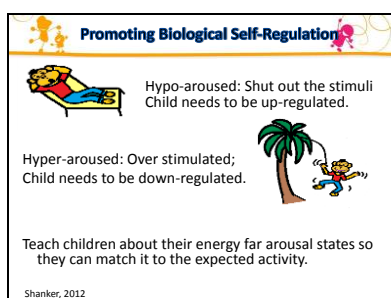 Promoting Biological Self-Regulation
Hypo-aroused: Shut out the stimuli
Child needs to be up-regulated.
Hyper-aroused: Over stimulated;
Child needs to be down-regulated.
Teach children about their energy far arousal states so
they can match it to the expected activity.
Shanker, 2012